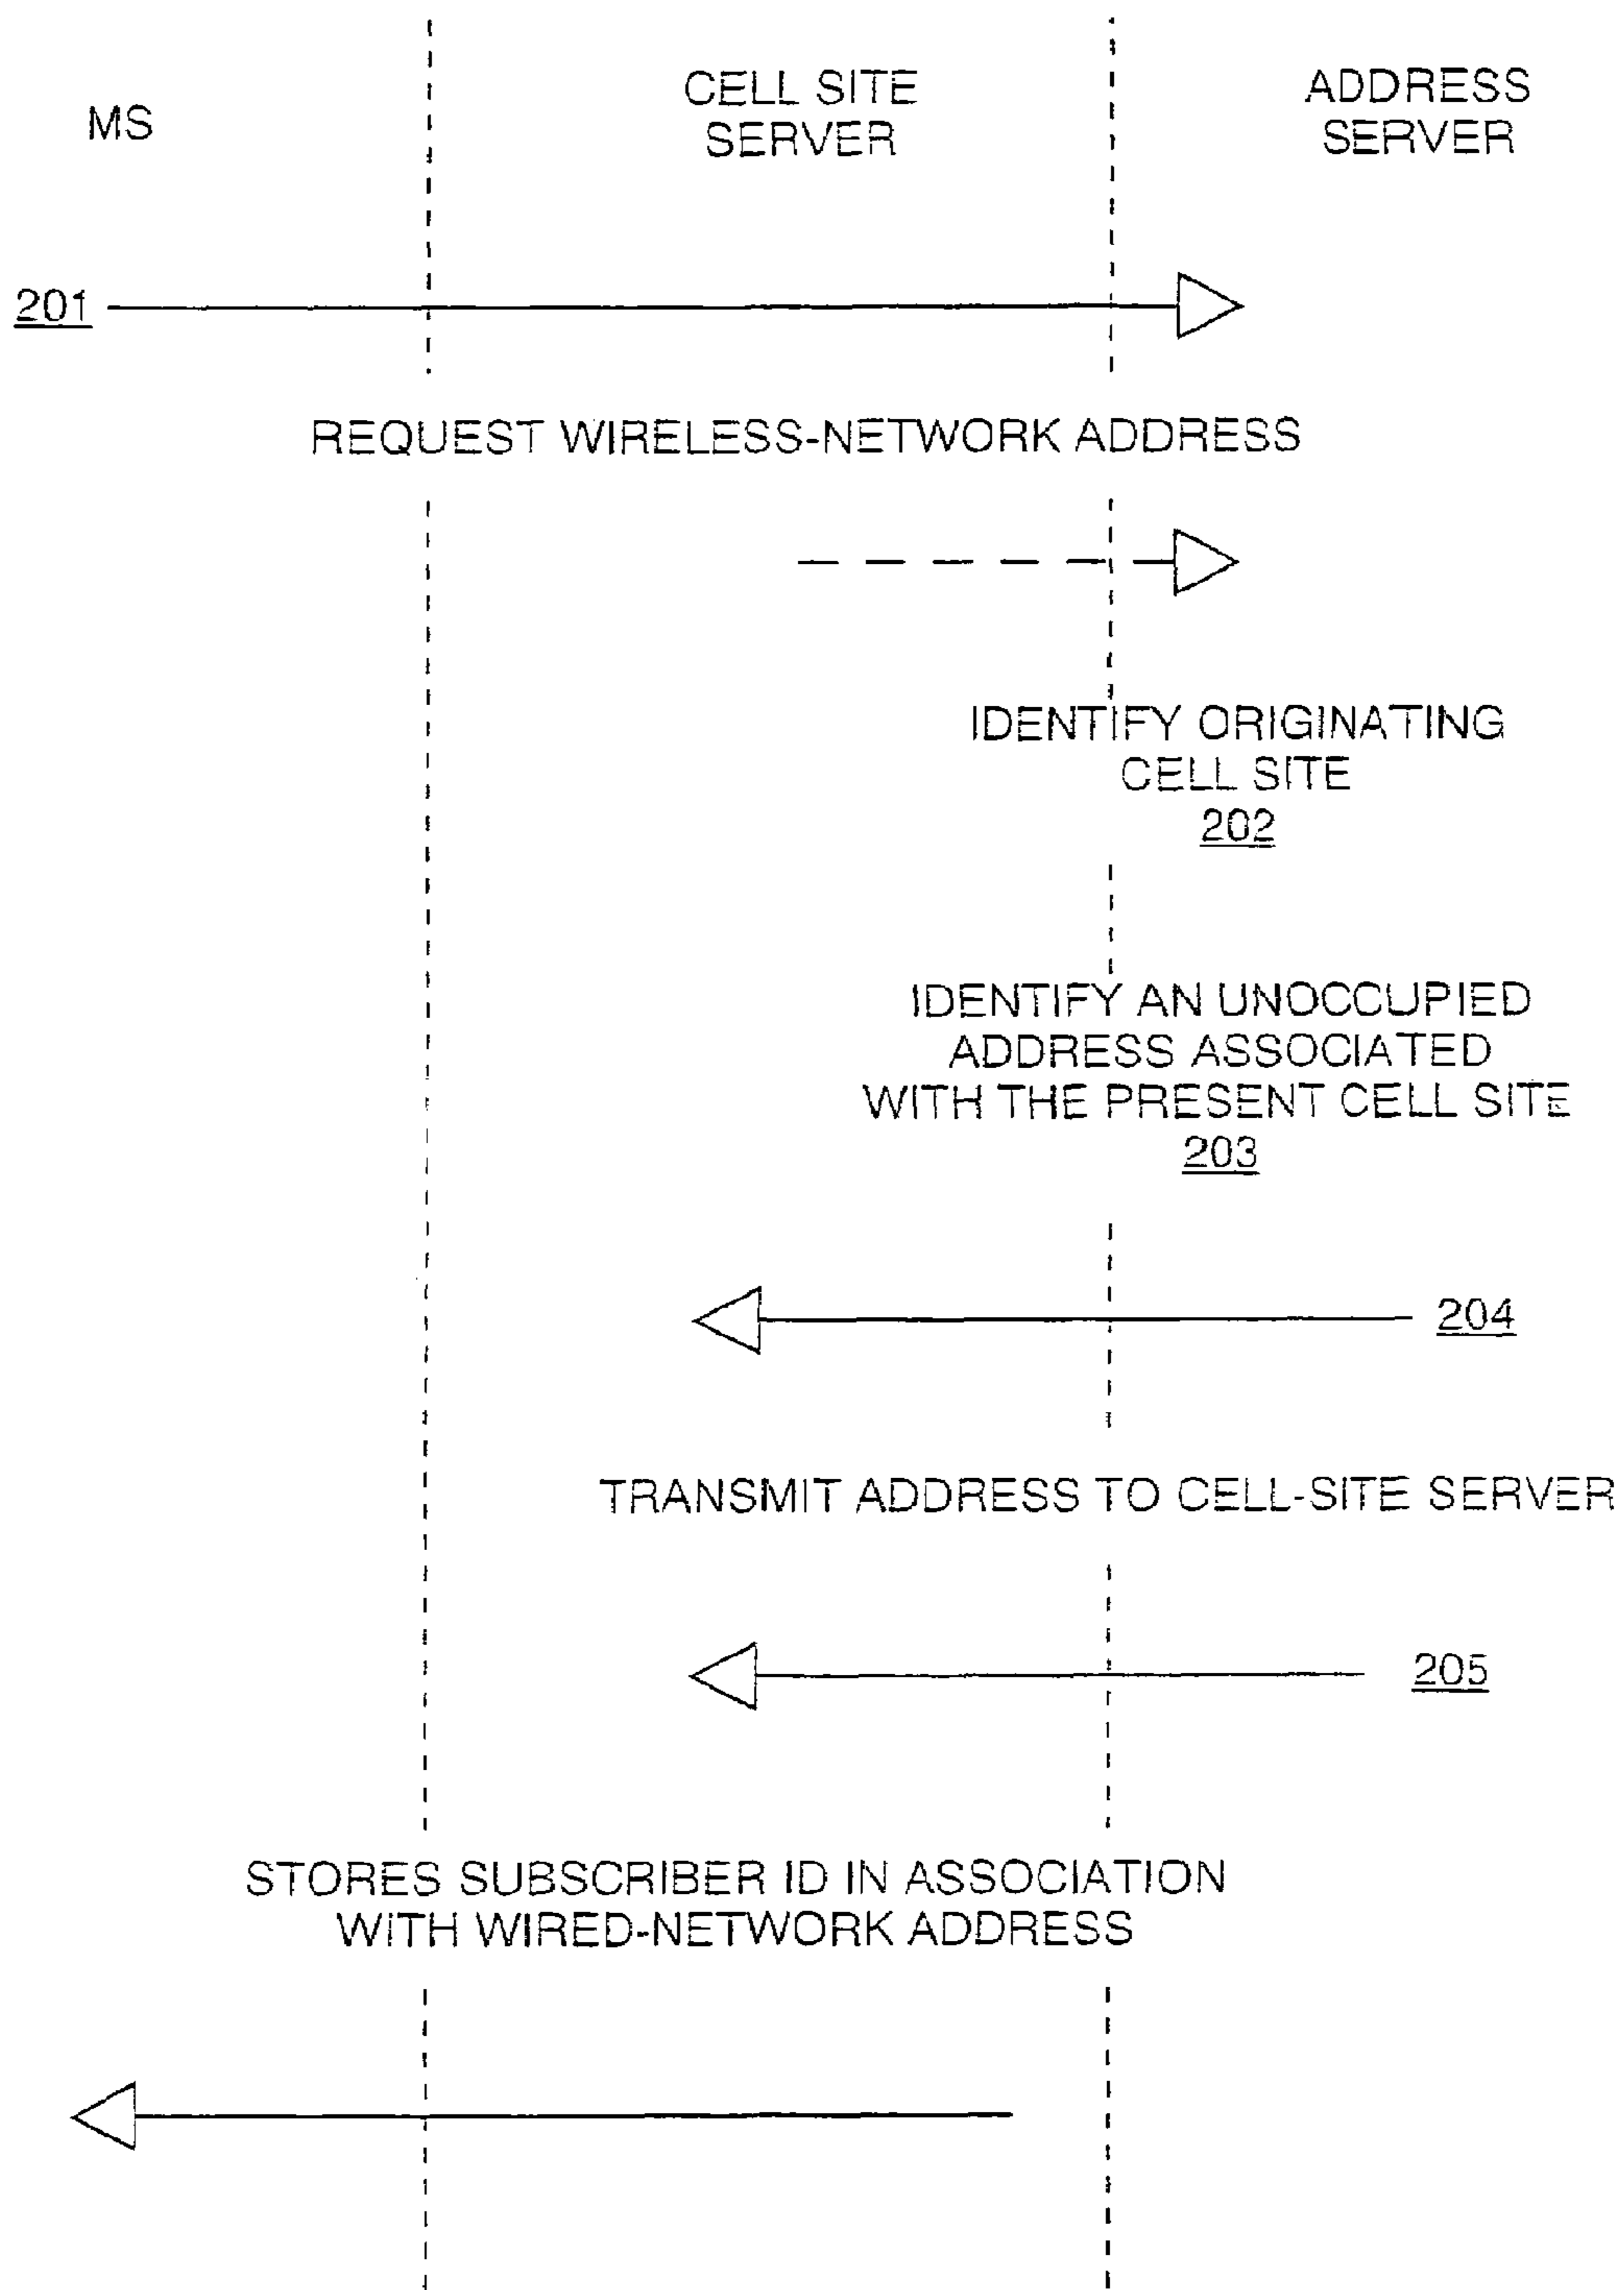 MS
CELL SITE
SERVER
ADDRESS
SERVER
201
REQUEST WIRELESS-NETWORK ADDRESS
IDENTIFY ORIGINATING
CELL SITE
202
IDENTIFY AN UNOCCUPIED
ADDRESS ASSOCIATED
WITH THE PRESENT CELL SITE
203
204
TRANSMIT ADDRESS TO CELL-SITE SERVER
205
STORES SUBSCRIBER ID IN ASSOCIATION
WITH WIRED-NETWORK ADDRESS